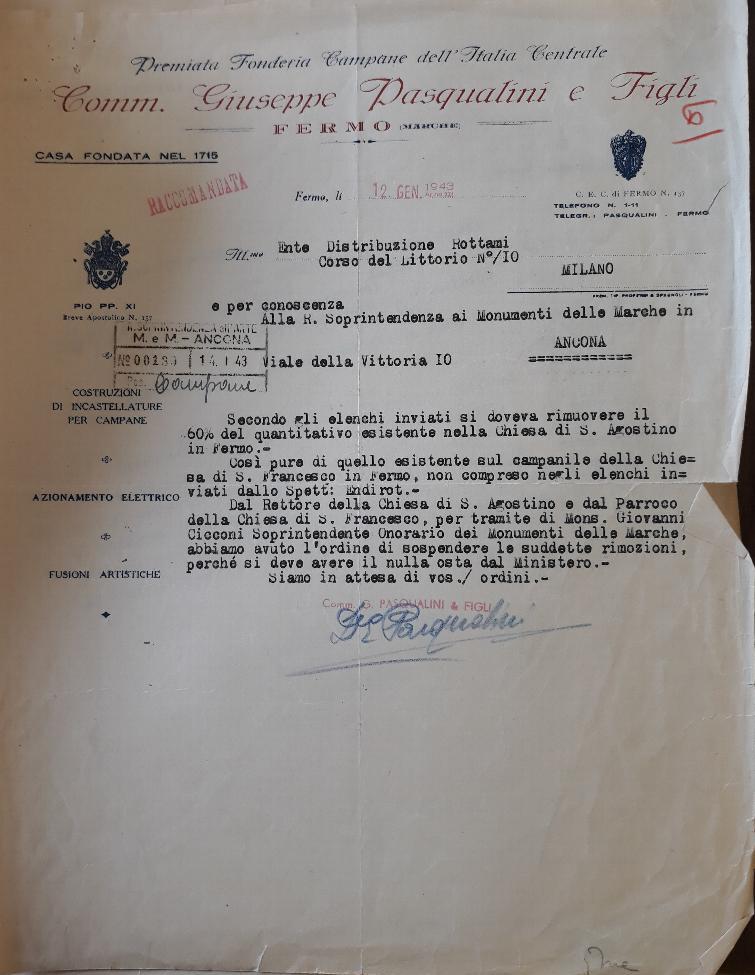 Premiata Fonderia Campane dell'Italia Centrale
Comm. Giuseppe Pasqualini e Figli
FERMO (MARCHE)
CASA FONDATA NEL 1715
RACCOMANDATA
Fermo, li 12 GEN. 1943
C. E. C. di FERMO N. 137
TELEFONO N. 1-11
TELEGR.: PASQUALINI - FERMO
Ill.mo Ente Distribuzione Rottami
Corso del Littorio N°/IO
MILANO
PIO PP. XI
Breve Apostolico N. 157
e per conoscenza
Alla R. Soprintendenza ai Monumenti delle Marche in
ANCONA
============
Viale della Vittoria IO
M. e M. - ANCONA
14. I 43
Campane
COSTRUZIONI
DI INCASTELLATURE
PER CAMPANE
AZIONAMENTO ELETTRICO
FUSIONI ARTISTICHE
Secondo gli elenchi inviati si doveva rimuovere il
60% del quantitativo esistente nella Chiesa di S. Agostino
in Fermo.-
Così pure di quello esistente sul campanile della Chie=
sa di S. Francesco in Fermo, non compreso negli elenchi in=
viati dallo Spett: Endirot.-
Dal Rettore della Chiesa di S. Agostino e dal Parroco
della Chiesa di S. Francesco, per tramite di Mons. Giovanni
Cicconi Soprintendente Onorario dei Monumenti delle Marche,
abbiamo avuto l'ordine di sospendere le suddette rimozioni,
perché si deve avere il nulla osta dal Ministero.-
Siamo in attesa di vos./ ordini.-
Comm. G. PASQUALINI & FIGLI
Pasqualini